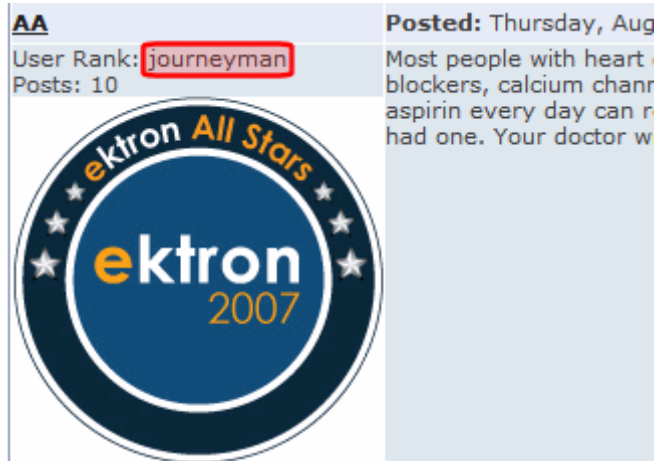 AA
Posted: Thursday, Aug
User Rank: journeyman
Posts: 10
Most people with heart
blockers, calcium chann
aspirin every day can r
had one. Your doctor w
ektron All Stars
ektron
2007